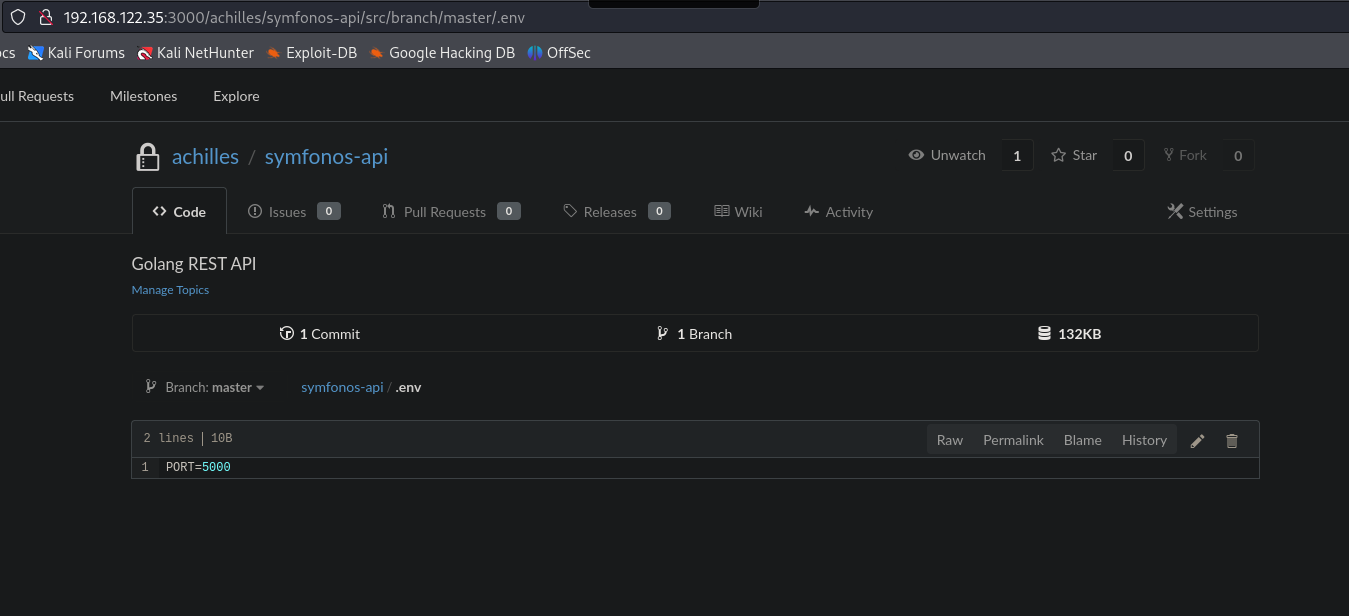 192.168.122.35:3000/achilles/symfonos-api/src/branch/master/.env
ocs Kali Forums Kali NetHunter Exploit-DB Google Hacking DB OffSec
ull Requests Milestones Explore
achilles / symfonos-api Unwatch 1 Star 0 Fork 0
Code Issues 0 Pull Requests 0 Releases 0 Wiki Activity Settings
Golang REST API
Manage Topics
1 Commit 1 Branch 132KB
Branch: master symfonos-api / .env
2 lines | 10B Raw Permalink Blame History
1 PORT=5000